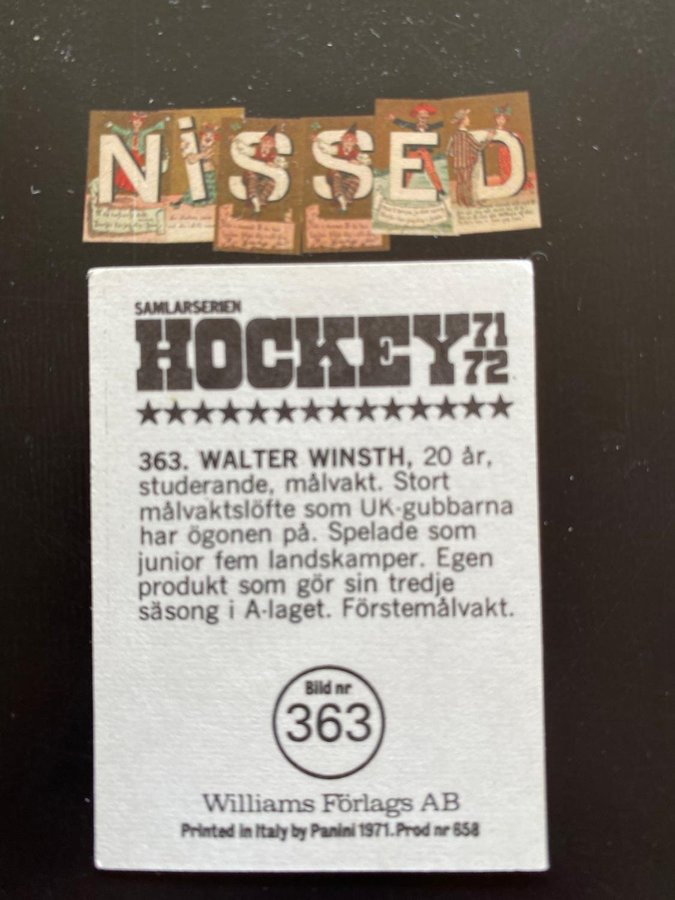 NiSSED
SAMLARSERIEN
HOCKEY 71 72
363. WALTER WINSTH, 20 år,
studerande, målvakt. Stort
målvaktslöfte som UK-gubbarna
har ögonen på. Spelade som
junior fem landskamper. Egen
produkt som gör sin tredje
säsong i A-laget. Förstemålvakt.
Bild nr
363
Williams Förlags AB
Printed in Italy by Panini 1971. Prod nr 658